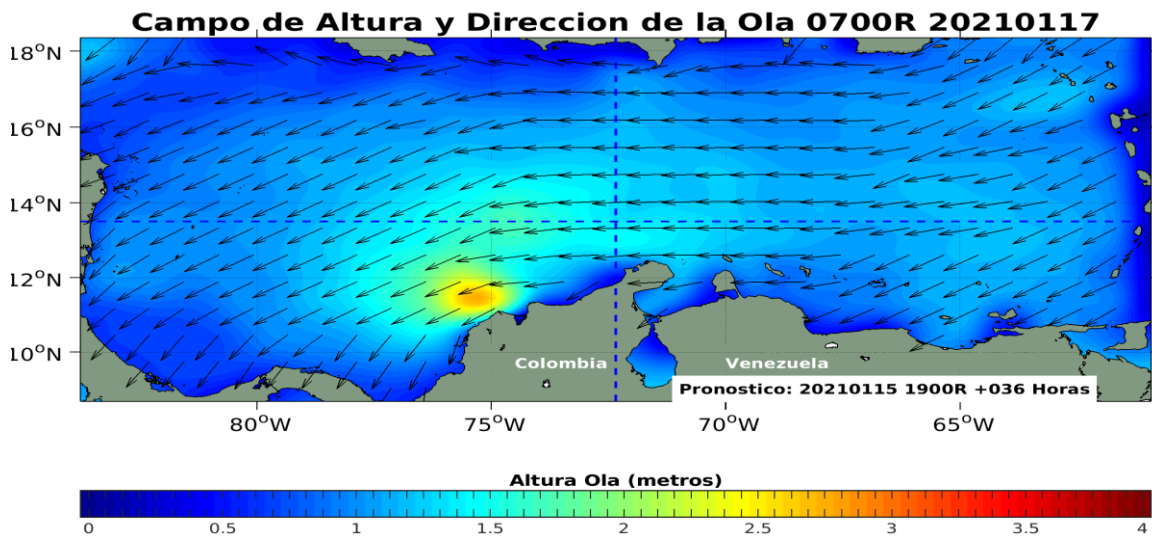 Campo de Altura y Direccion de la Ola 0700R 20210117
18°N
16°N
14°N
12°N
10°N
Colombia
Venezuela
Pronostico: 20210115 1900R +036 Horas
80°W
75°W
70°W
65°W
Altura Ola (metros)
0 0.5 1 1.5 2 2.5 3 3.5 4